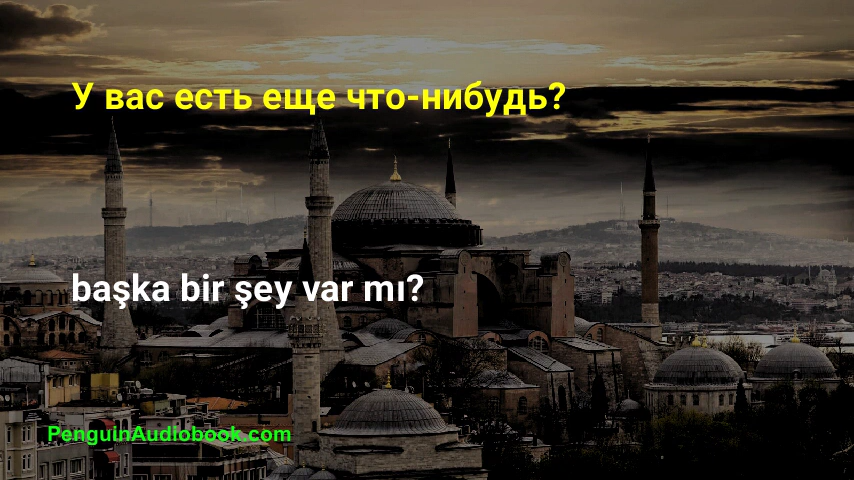 У вас есть еще что-нибудь?
başka bir şey var mı?
PenguinAudiobook.com